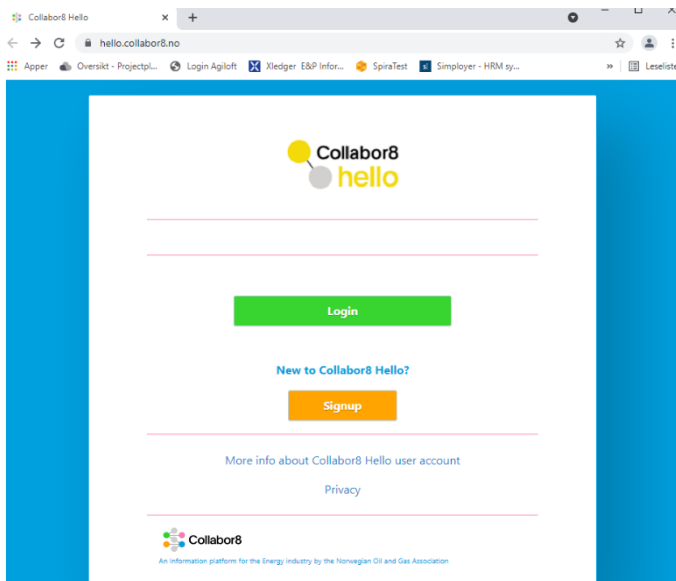 Collabor8 Hello
hello.collabor8.no
Apper Oversikt - Projectpl... Login Agiloft Xledger E&P Infor... SpiraTest Simployer - HRM sy... » Leseliste
Collabor8
hello
Login
New to Collabor8 Hello?
Signup
More info about Collabor8 Hello user account
Privacy
Collabor8
An information platform for the Energy industry by the Norwegian Oil and Gas Association